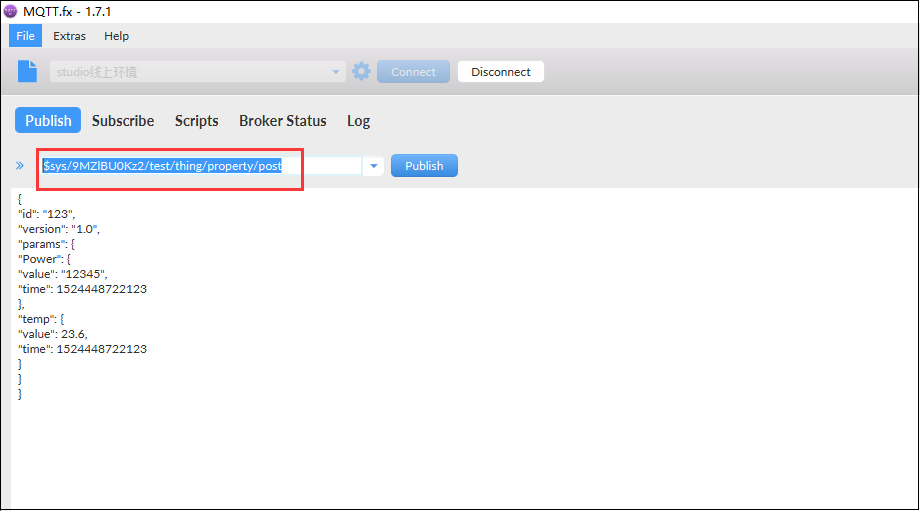 MQTT.fx - 1.7.1
File Extras Help
studio线上环境 Connect Disconnect
Publish Subscribe Scripts Broker Status Log
$sys/9MZlBU0Kz2/test/thing/property/post Publish
{
"id": "123",
"version": "1.0",
"params": {
"Power": {
"value": "12345",
"time": 1524448722123
},
"temp": {
"value": 23.6,
"time": 1524448722123
}
}
}